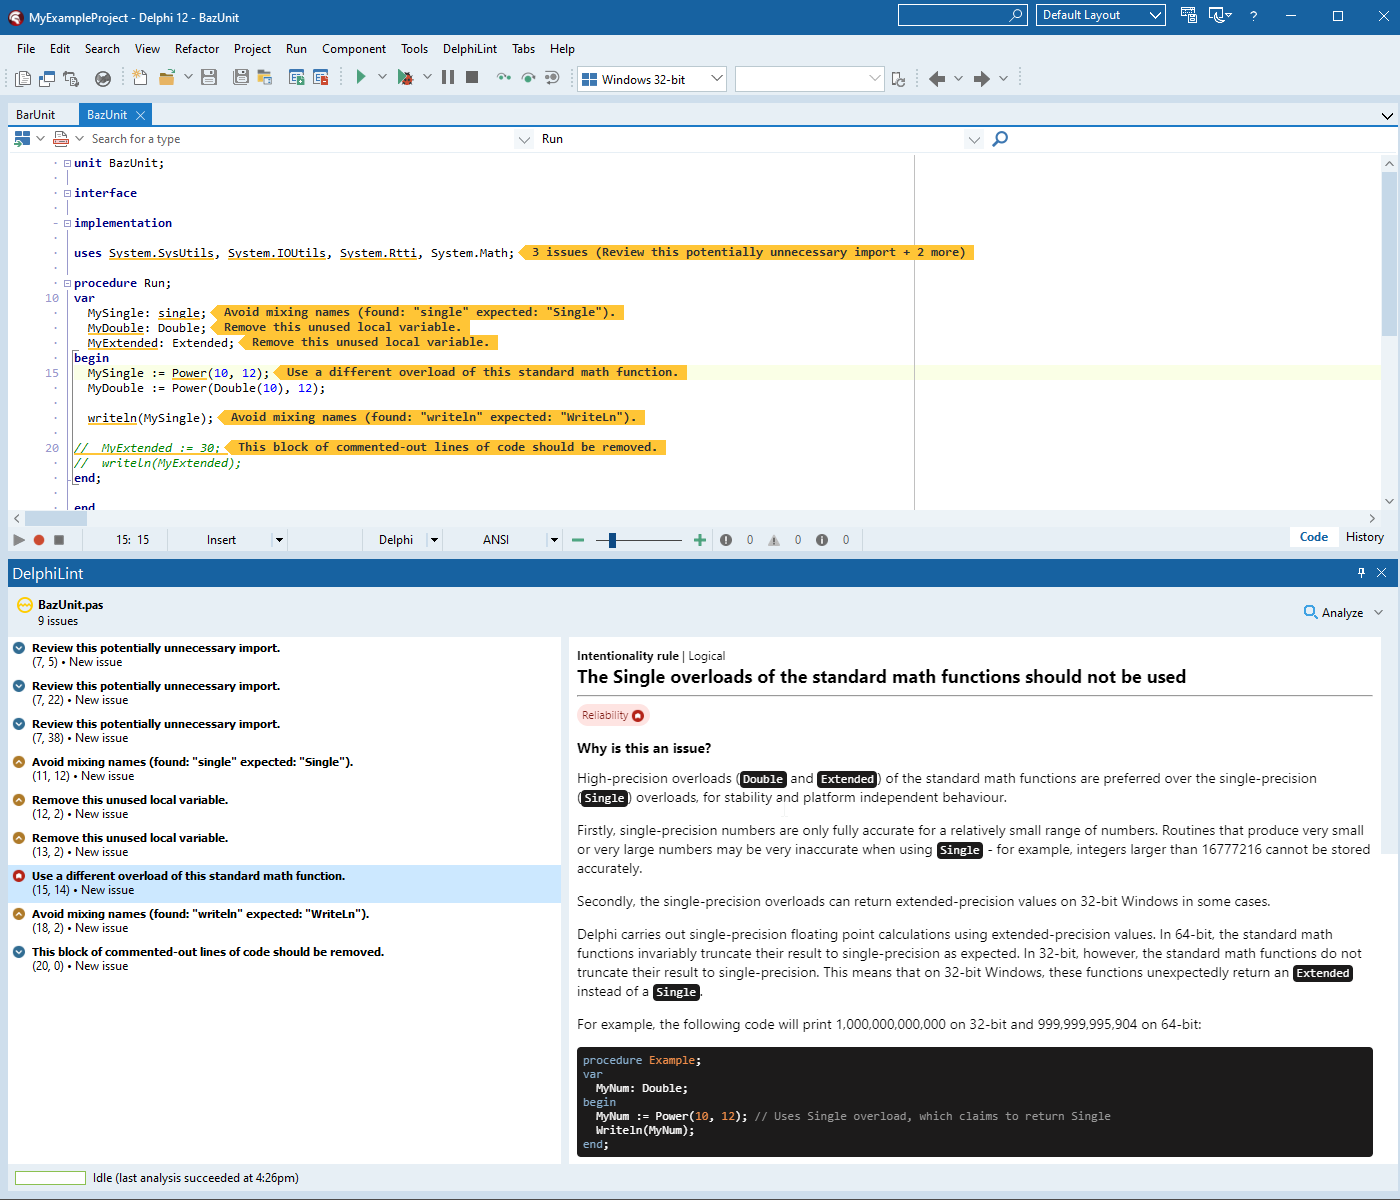 MyExampleProject - Delphi 12 - BazUnit
Default Layout
?
File Edit Search View Refactor Project Run Component Tools DelphiLint Tabs Help
Windows 32-bit
BarUnit BazUnit
Search for a type Run
unit BazUnit;
interface
implementation
uses System.SysUtils, System.IOUtils, System.Rtti, System.Math; 3 issues (Review this potentially unnecessary import + 2 more)
procedure Run;
10 var
MySingle: single; Avoid mixing names (found: "single" expected: "Single").
MyDouble: Double; Remove this unused local variable.
MyExtended: Extended; Remove this unused local variable.
begin
15 MySingle := Power(10, 12); Use a different overload of this standard math function.
MyDouble := Power(Double(10), 12);
writeln(MySingle); Avoid mixing names (found: "writeln" expected: "WriteLn").
20 // MyExtended := 30; This block of commented-out lines of code should be removed.
// writeln(MyExtended);
end;
end
15: 15 Insert Delphi ANSI 0 0 0 Code History
DelphiLint
BazUnit.pas
9 issues
Analyze
Review this potentially unnecessary import.
(7, 5) • New issue
Review this potentially unnecessary import.
(7, 22) • New issue
Review this potentially unnecessary import.
(7, 38) • New issue
Avoid mixing names (found: "single" expected: "Single").
(11, 12) • New issue
Remove this unused local variable.
(12, 2) • New issue
Remove this unused local variable.
(13, 2) • New issue
Use a different overload of this standard math function.
(15, 14) • New issue
Avoid mixing names (found: "writeln" expected: "WriteLn").
(18, 2) • New issue
This block of commented-out lines of code should be removed.
(20, 0) • New issue
Intentionality rule | Logical
The Single overloads of the standard math functions should not be used
Reliability
Why is this an issue?
High-precision overloads (Double and Extended) of the standard math functions are preferred over the single-precision
(Single) overloads, for stability and platform independent behaviour.
Firstly, single-precision numbers are only fully accurate for a relatively small range of numbers. Routines that produce very small
or very large numbers may be very inaccurate when using Single - for example, integers larger than 16777216 cannot be stored
accurately.
Secondly, the single-precision overloads can return extended-precision values on 32-bit Windows in some cases.
Delphi carries out single-precision floating point calculations using extended-precision values. In 64-bit, the standard math
functions invariably truncate their result to single-precision as expected. In 32-bit, however, the standard math functions do not
truncate their result to single-precision. This means that on 32-bit Windows, these functions unexpectedly return an Extended
instead of a Single.
For example, the following code will print 1,000,000,000,000 on 32-bit and 999,999,995,904 on 64-bit:
procedure Example;
var
MyNum: Double;
begin
MyNum := Power(10, 12); // Uses Single overload, which claims to return Single
Writeln(MyNum);
end;
Idle (last analysis succeeded at 4:26pm)